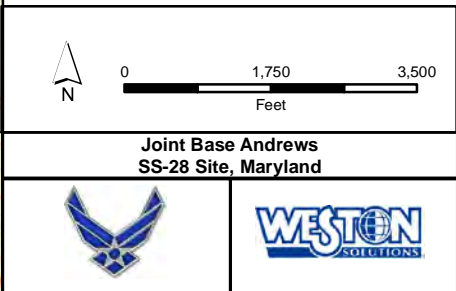 N
0 1,750 3,500
Feet
Joint Base Andrews
SS-28 Site, Maryland
WESTON
SOLUTIONS